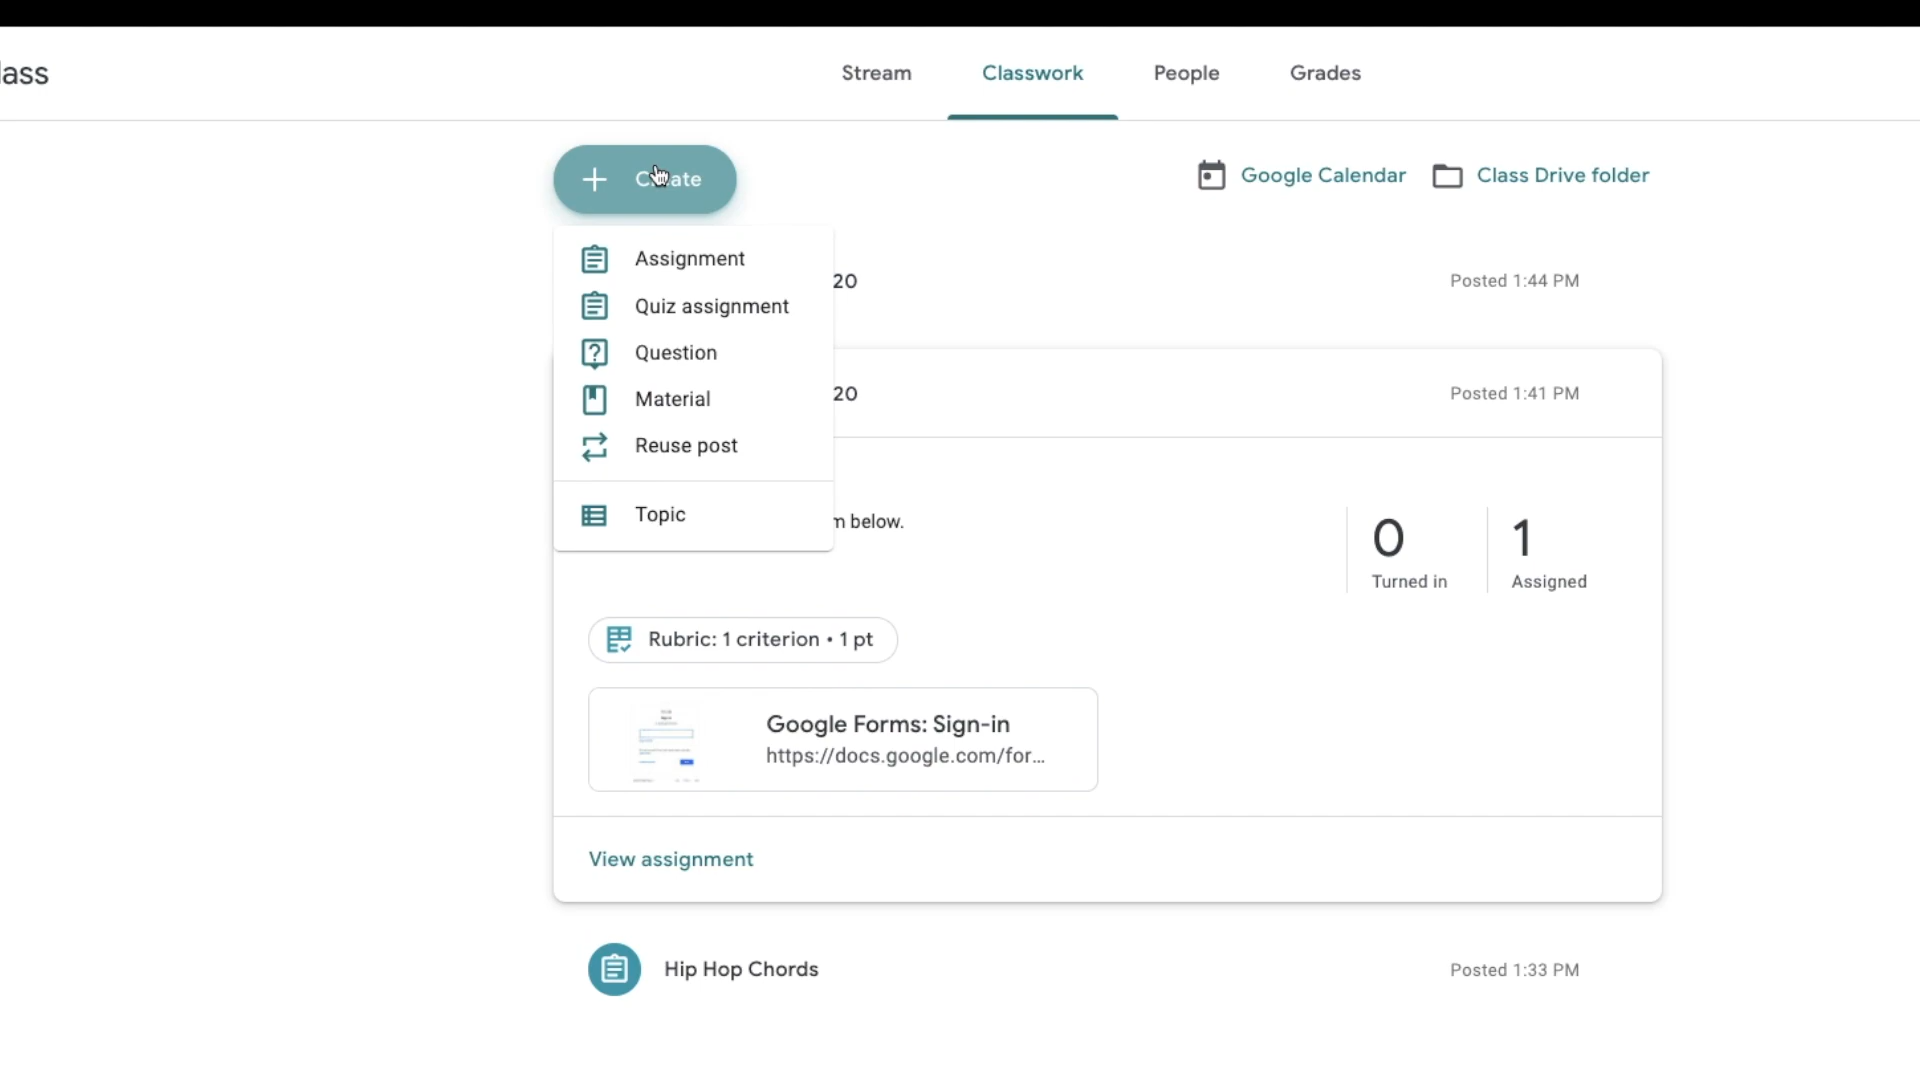 lass
Stream
Classwork
People
Grades
Create
Google Calendar
Class Drive folder
Assignment
Quiz assignment
Question
Material
Reuse post
Topic
20
Posted 1:44 PM
20
Posted 1:41 PM
m below.
0
Turned in
1
Assigned
Rubric: 1 criterion • 1 pt
Google Forms: Sign-in
https://docs.google.com/for...
View assignment
Hip Hop Chords
Posted 1:33 PM